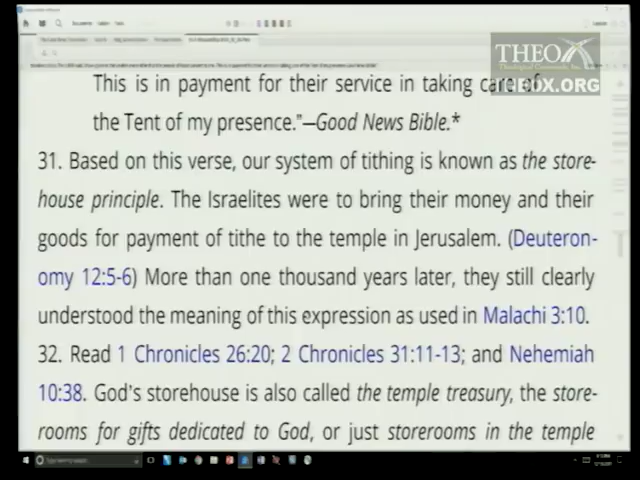 THEOX
THEOX.ORG
This is in payment for their service in taking care of
the Tent of my presence."—Good News Bible.*
31. Based on this verse, our system of tithing is known as the store-
house principle. The Israelites were to bring their money and their
goods for payment of tithe to the temple in Jerusalem. (Deuteron-
omy 12:5-6) More than one thousand years later, they still clearly
understood the meaning of this expression as used in Malachi 3:10.
32. Read 1 Chronicles 26:20; 2 Chronicles 31:11-13; and Nehemiah
10:38. God's storehouse is also called the temple treasury, the store-
rooms for gifts dedicated to God, or just storerooms in the temple